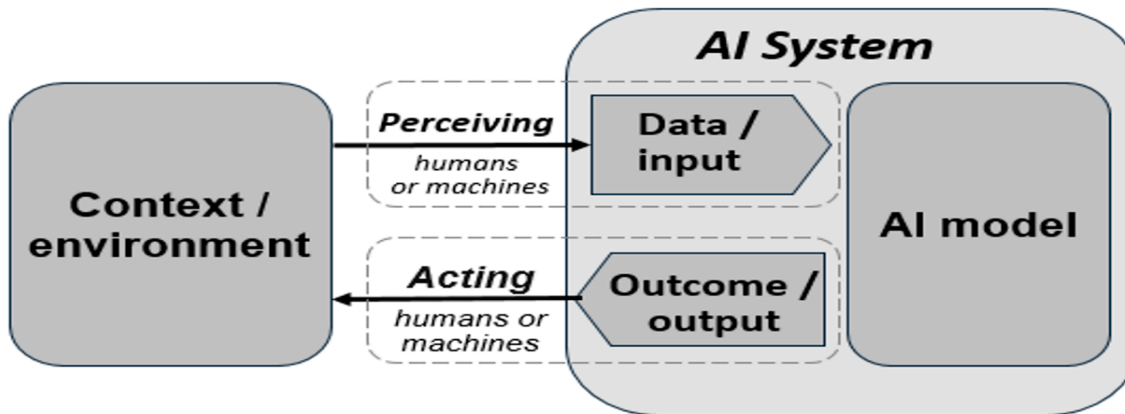 AI System
Context /
environment
Perceiving
humans
or machines
Data /
input
AI model
Acting
humans or
machines
Outcome /
output